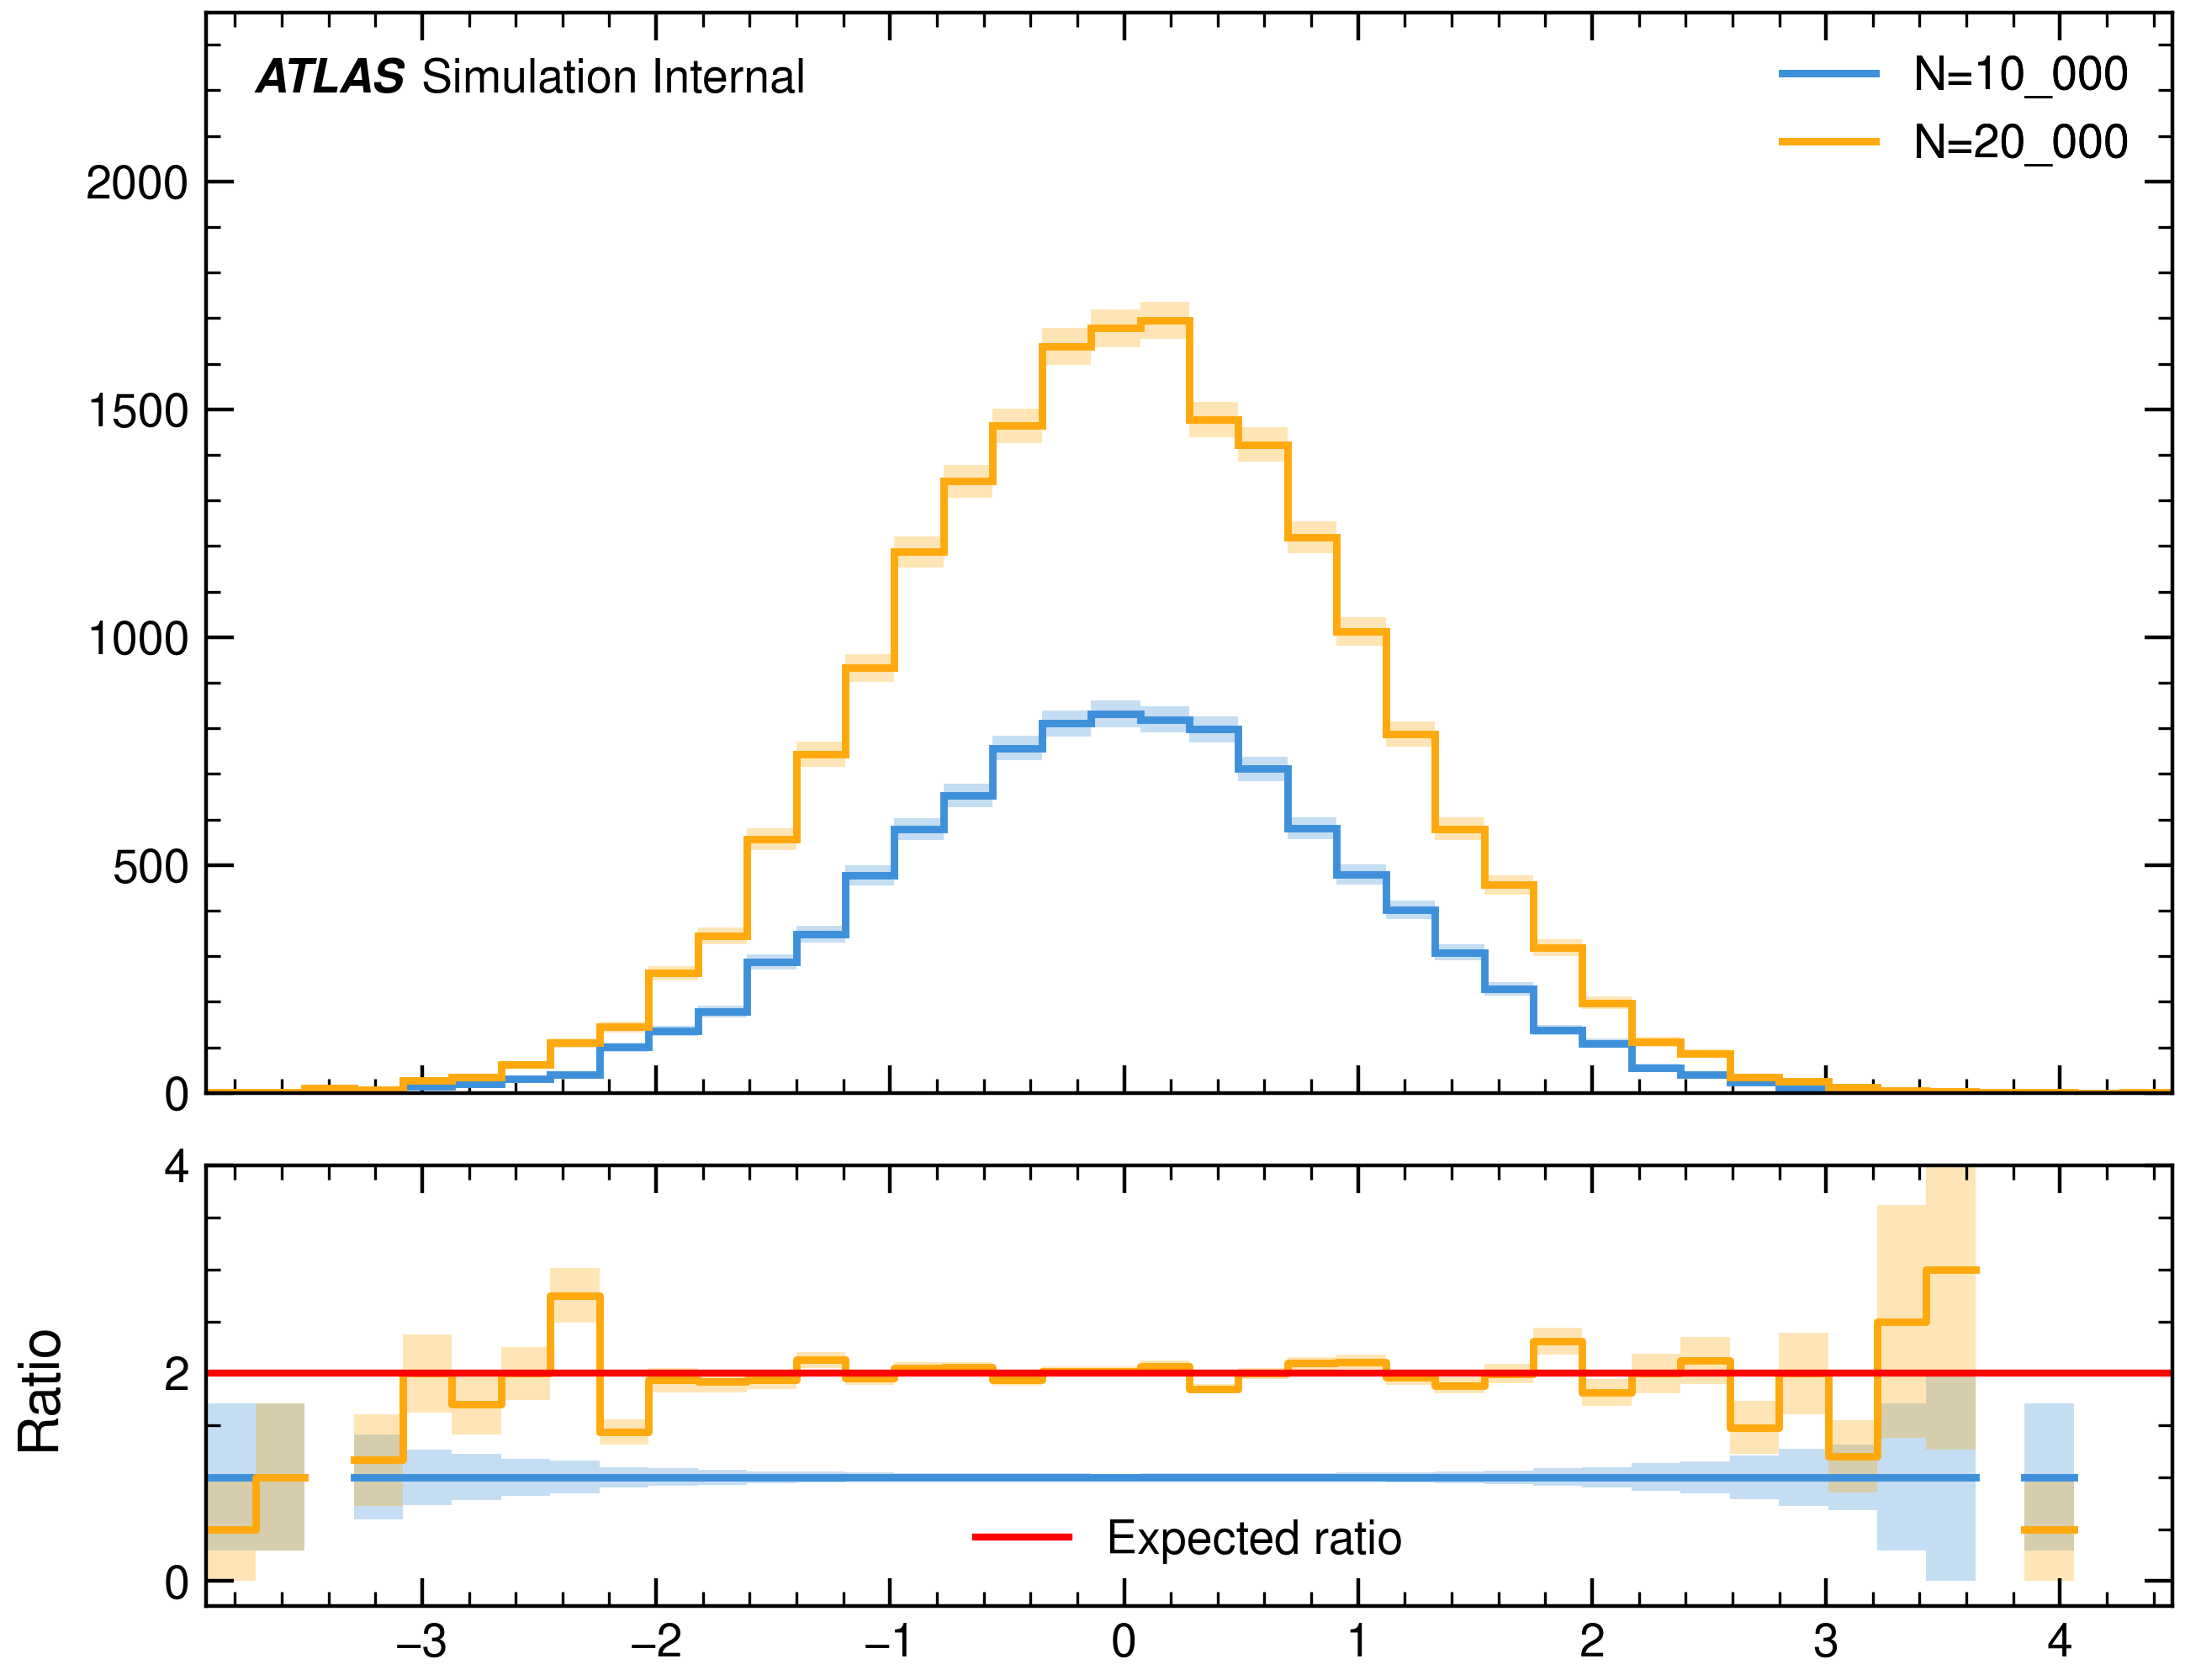 ATLAS Simulation Internal
N=10_000
N=20_000
2000
1500
1000
500
0
4
2
0
Ratio
Expected ratio
−3 −2 −1 0 1 2 3 4